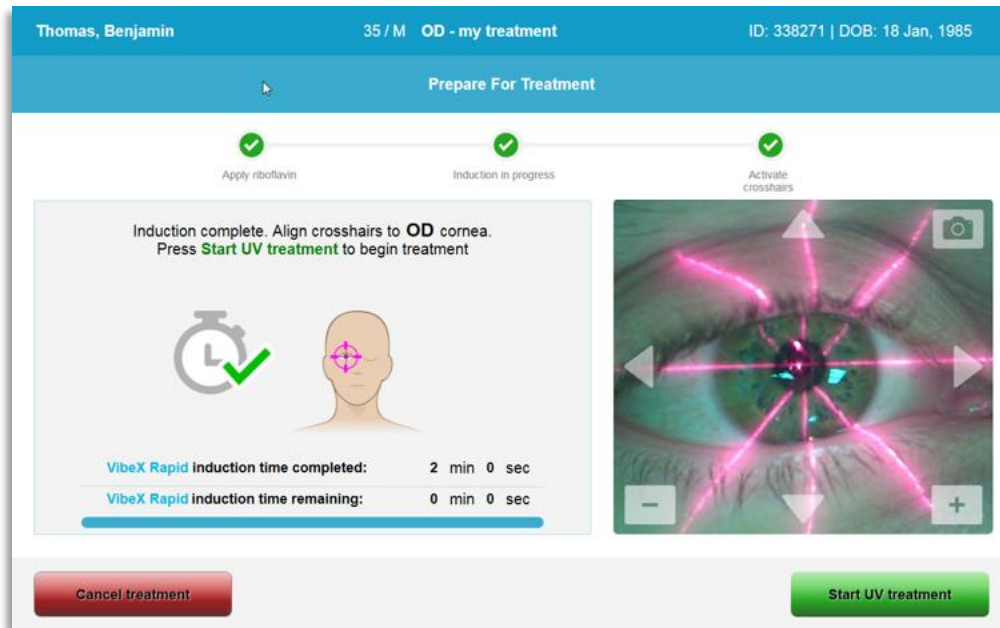 Thomas, Benjamin 35 / M OD - my treatment ID: 338271 | DOB: 18 Jan, 1985
Prepare For Treatment
Apply riboflavin
Induction in progress
Activate
crosshairs
Induction complete. Align crosshairs to OD cornea.
Press Start UV treatment to begin treatment
VibeX Rapid induction time completed: 2 min 0 sec
VibeX Rapid induction time remaining: 0 min 0 sec
Cancel treatment
Start UV treatment